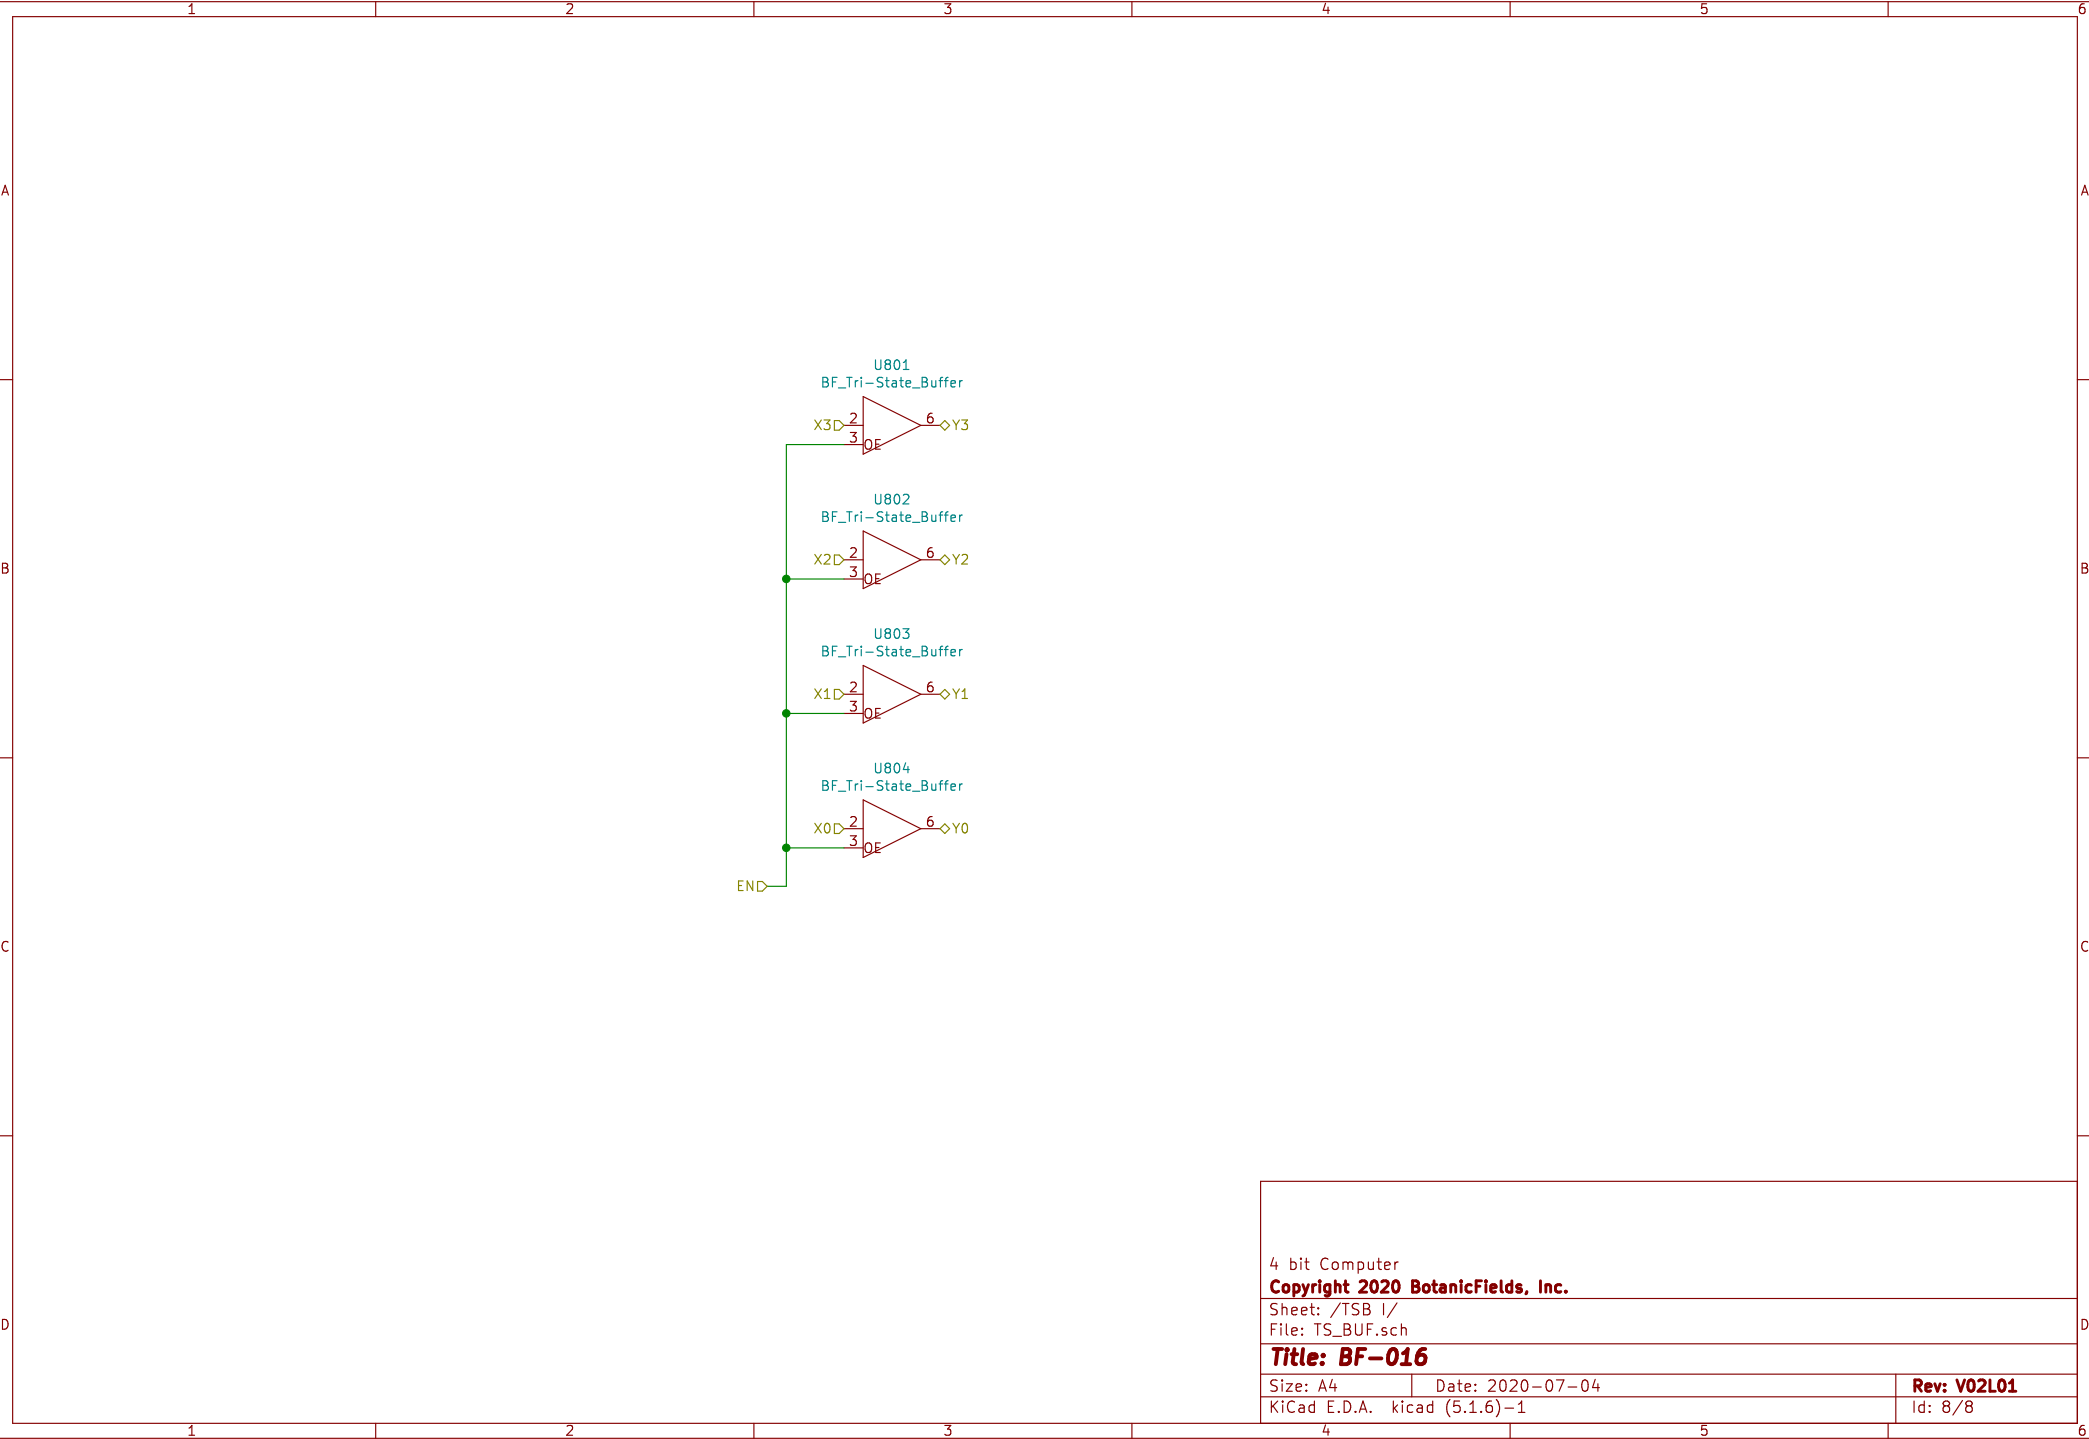 1 2 3 4 5 6
A A
U801
BF_Tri-State_Buffer
X3 2 6 Y3
3 OE
B B
U802
BF_Tri-State_Buffer
X2 2 6 Y2
3 OE
U803
BF_Tri-State_Buffer
X1 2 6 Y1
3 OE
U804
BF_Tri-State_Buffer
X0 2 6 Y0
3 OE
EN
C C
4 bit Computer
Copyright 2020 BotanicFields, Inc.
Sheet: /TSB I/
D D
File: TS_BUF.sch
Title: BF-016
Size: A4 Date: 2020-07-04 Rev: V02L01
KiCad E.D.A. kicad (5.1.6)-1 Id: 8/8
1 2 3 4 5 6